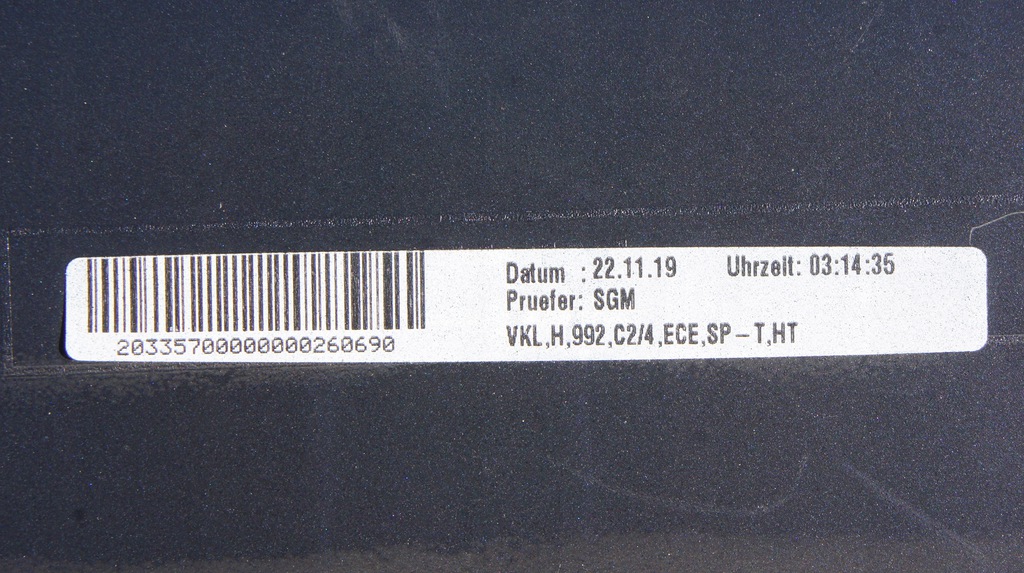 Datum : 22.11.19 Uhrzeit: 03:14:35
Pruefer: SGM
VKL,H,992,C2/4,ECE,SP-T,HT
20335700000000260690